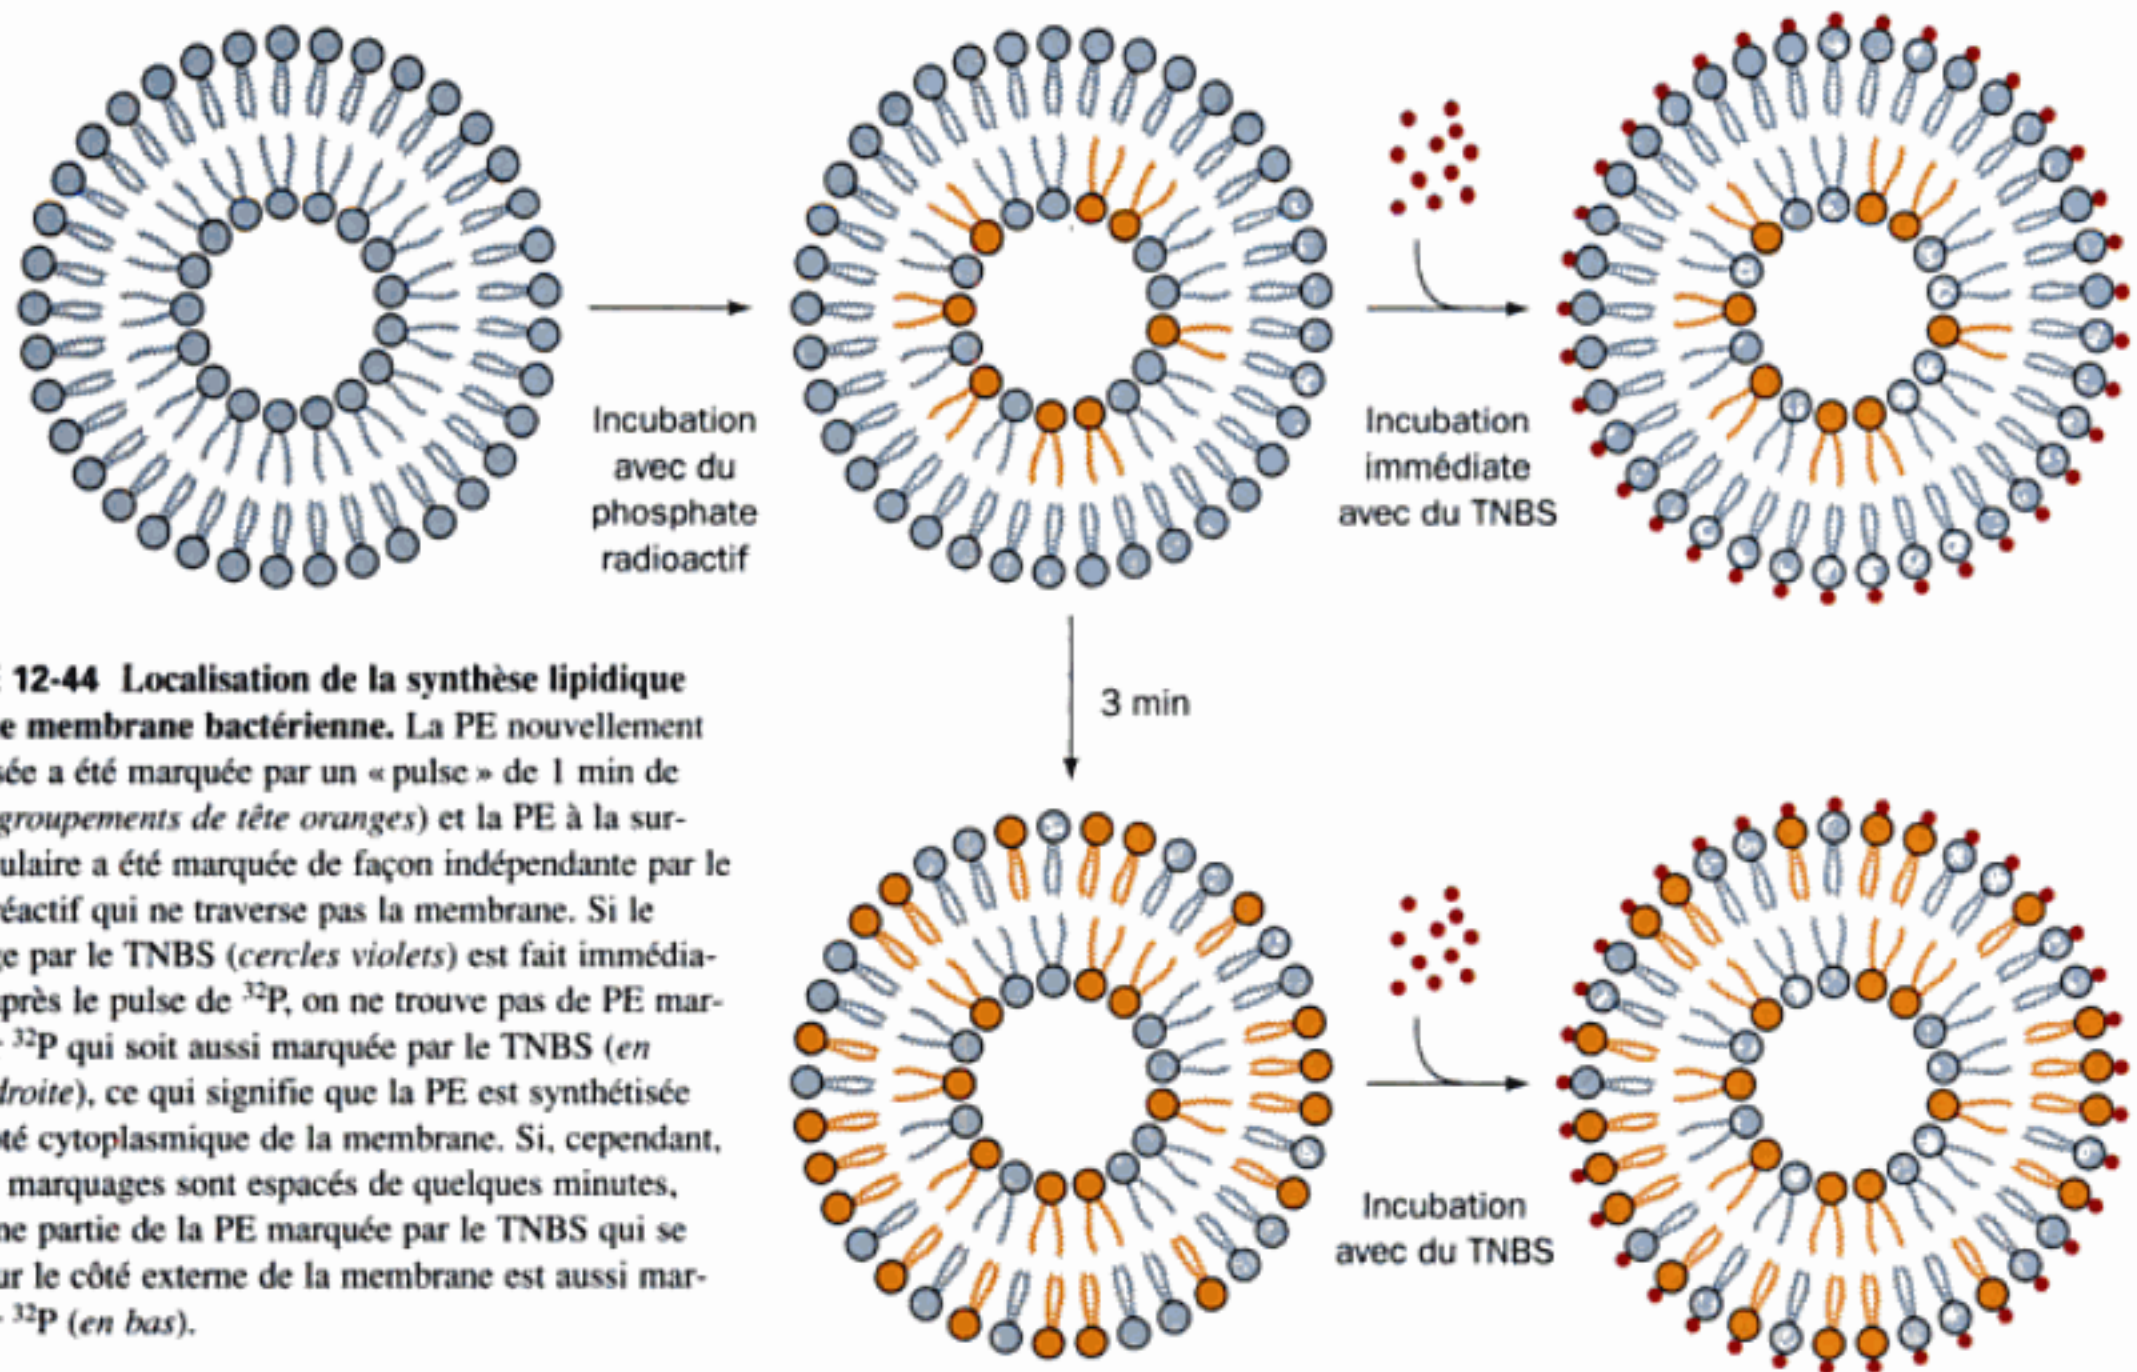 Incubation
avec du
phosphate
radioactif
Incubation
immédiate
avec du TNBS
3 min
Incubation
avec du TNBS
12-44 Localisation de la synthèse lipidique
e membrane bactérienne. La PE nouvellement
sée a été marquée par un « pulse » de 1 min de
groupements de tête oranges) et la PE à la sur-
ulaire a été marquée de façon indépendante par le
éactif qui ne traverse pas la membrane. Si le
ge par le TNBS (cercles violets) est fait immédia-
près le pulse de ³²P, on ne trouve pas de PE mar-
³²P qui soit aussi marquée par le TNBS (en
droite), ce qui signifie que la PE est synthétisée
té cytoplasmique de la membrane. Si, cependant,
marquages sont espacés de quelques minutes,
ne partie de la PE marquée par le TNBS qui se
ur le côté externe de la membrane est aussi mar-
³²P (en bas).